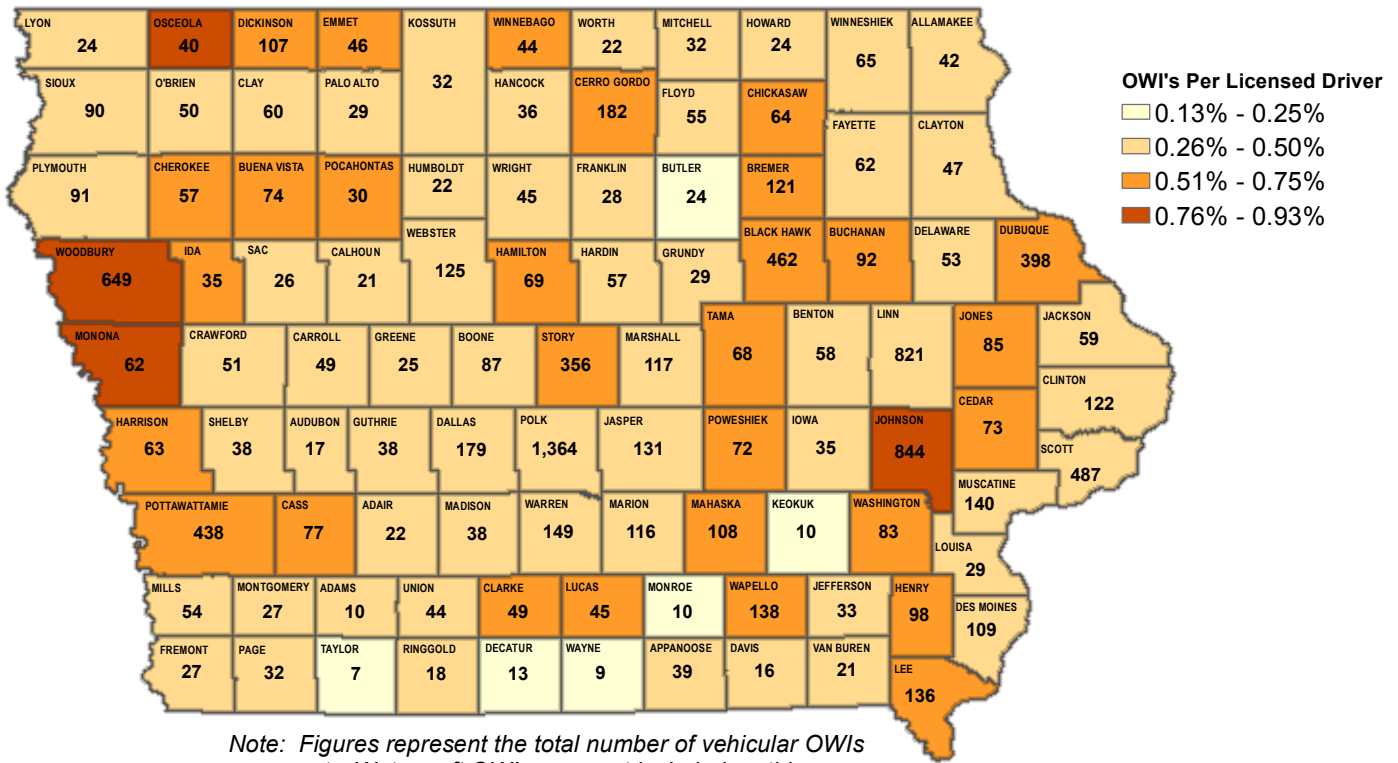 LYON
24
OSCEOLA
40
DICKINSON
107
EMMET
46
KOSSUTH
32
WINNEBAGO
44
WORTH
22
MITCHELL
32
HOWARD
24
WINNESHIEK
65
ALLAMAKEE
42
SIOUX
90
O'BRIEN
50
CLAY
60
PALO ALTO
29
HANCOCK
36
CERRO GORDO
182
FLOYD
55
CHICKASAW
64
FAYETTE
62
CLAYTON
47
PLYMOUTH
91
CHEROKEE
57
BUENA VISTA
74
POCAHONTAS
30
HUMBOLDT
22
WRIGHT
45
FRANKLIN
28
BUTLER
24
BREMER
121
WOODBURY
649
IDA
35
SAC
26
CALHOUN
21
WEBSTER
125
HAMILTON
69
HARDIN
57
GRUNDY
29
BLACK HAWK
462
BUCHANAN
92
DELAWARE
53
DUBUQUE
398
MONONA
62
CRAWFORD
51
CARROLL
49
GREENE
25
BOONE
87
STORY
356
MARSHALL
117
TAMA
68
BENTON
58
LINN
821
JONES
85
JACKSON
59
CLINTON
122
HARRISON
63
SHELBY
38
AUDUBON
17
GUTHRIE
38
DALLAS
179
POLK
1,364
JASPER
131
POWESHIEK
72
IOWA
35
JOHNSON
844
CEDAR
73
SCOTT
487
MUSCATINE
140
POTTAWATTAMIE
438
CASS
77
ADAIR
22
MADISON
38
WARREN
149
MARION
116
MAHASKA
108
KEOKUK
10
WASHINGTON
83
LOUISA
29
MILLS
54
MONTGOMERY
27
ADAMS
10
UNION
44
CLARKE
49
LUCAS
45
MONROE
10
WAPELLO
138
JEFFERSON
33
HENRY
98
DES MOINES
109
FREMONT
27
PAGE
32
TAYLOR
7
RINGGOLD
18
DECATUR
13
WAYNE
9
APPANOOSE
39
DAVIS
16
VAN BUREN
21
LEE
136
OWI's Per Licensed Driver
0.13% - 0.25%
0.26% - 0.50%
0.51% - 0.75%
0.76% - 0.93%
Note: Figures represent the total number of vehicular OWIs